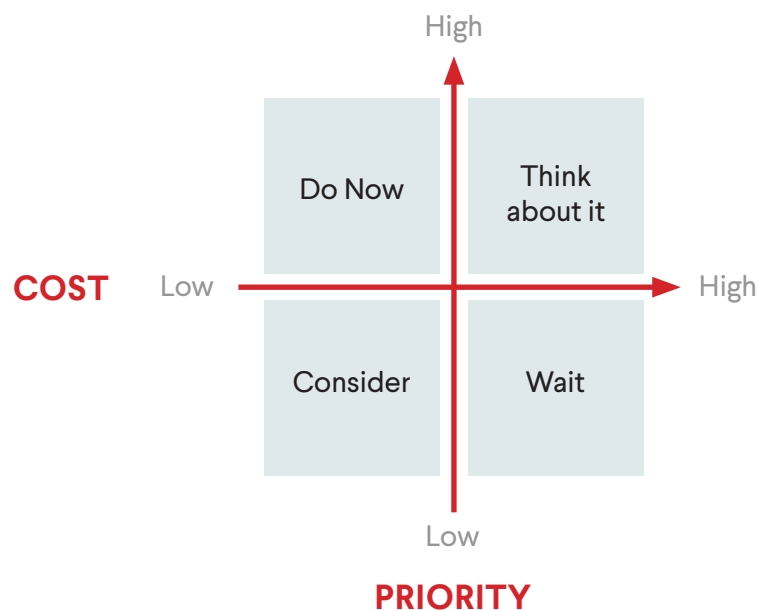 High
Do Now
Think
about it
COST
Low
High
Consider
Wait
Low
PRIORITY